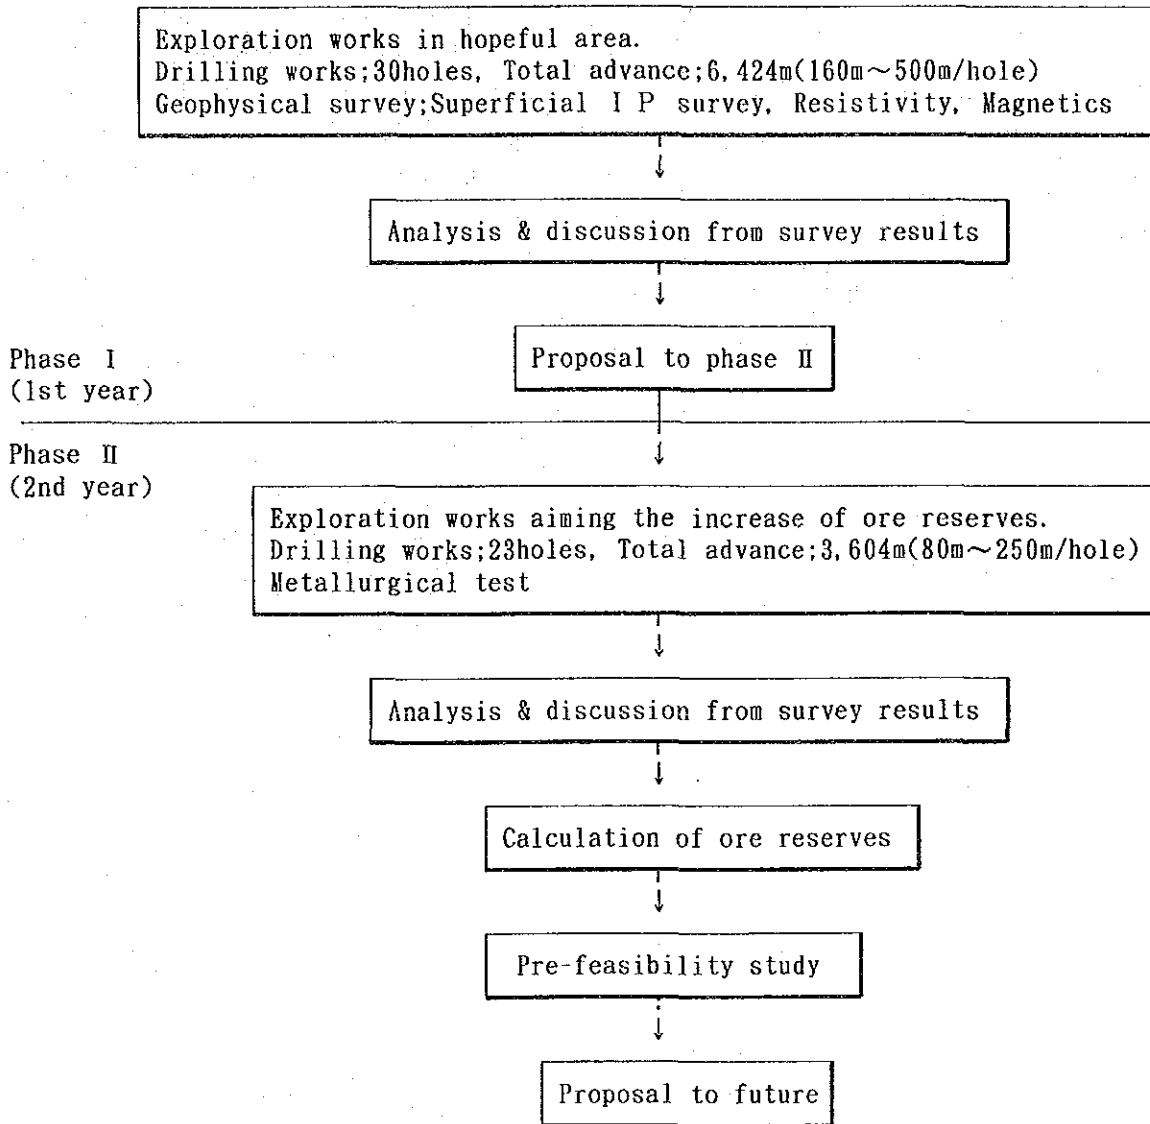 Exploration works in hopeful area.
Drilling works;30holes, Total advance;6,424m(160m～500m/hole)
Geophysical survey;Superficial I P survey, Resistivity, Magnetics
Analysis & discussion from survey results
Proposal to phase Ⅱ
Phase Ⅰ
(1st year)
Phase Ⅱ
(2nd year)
Exploration works aiming the increase of ore reserves.
Drilling works;23holes, Total advance;3,604m(80m～250m/hole)
Metallurgical test
Analysis & discussion from survey results
Calculation of ore reserves
Pre-feasibility study
Proposal to future